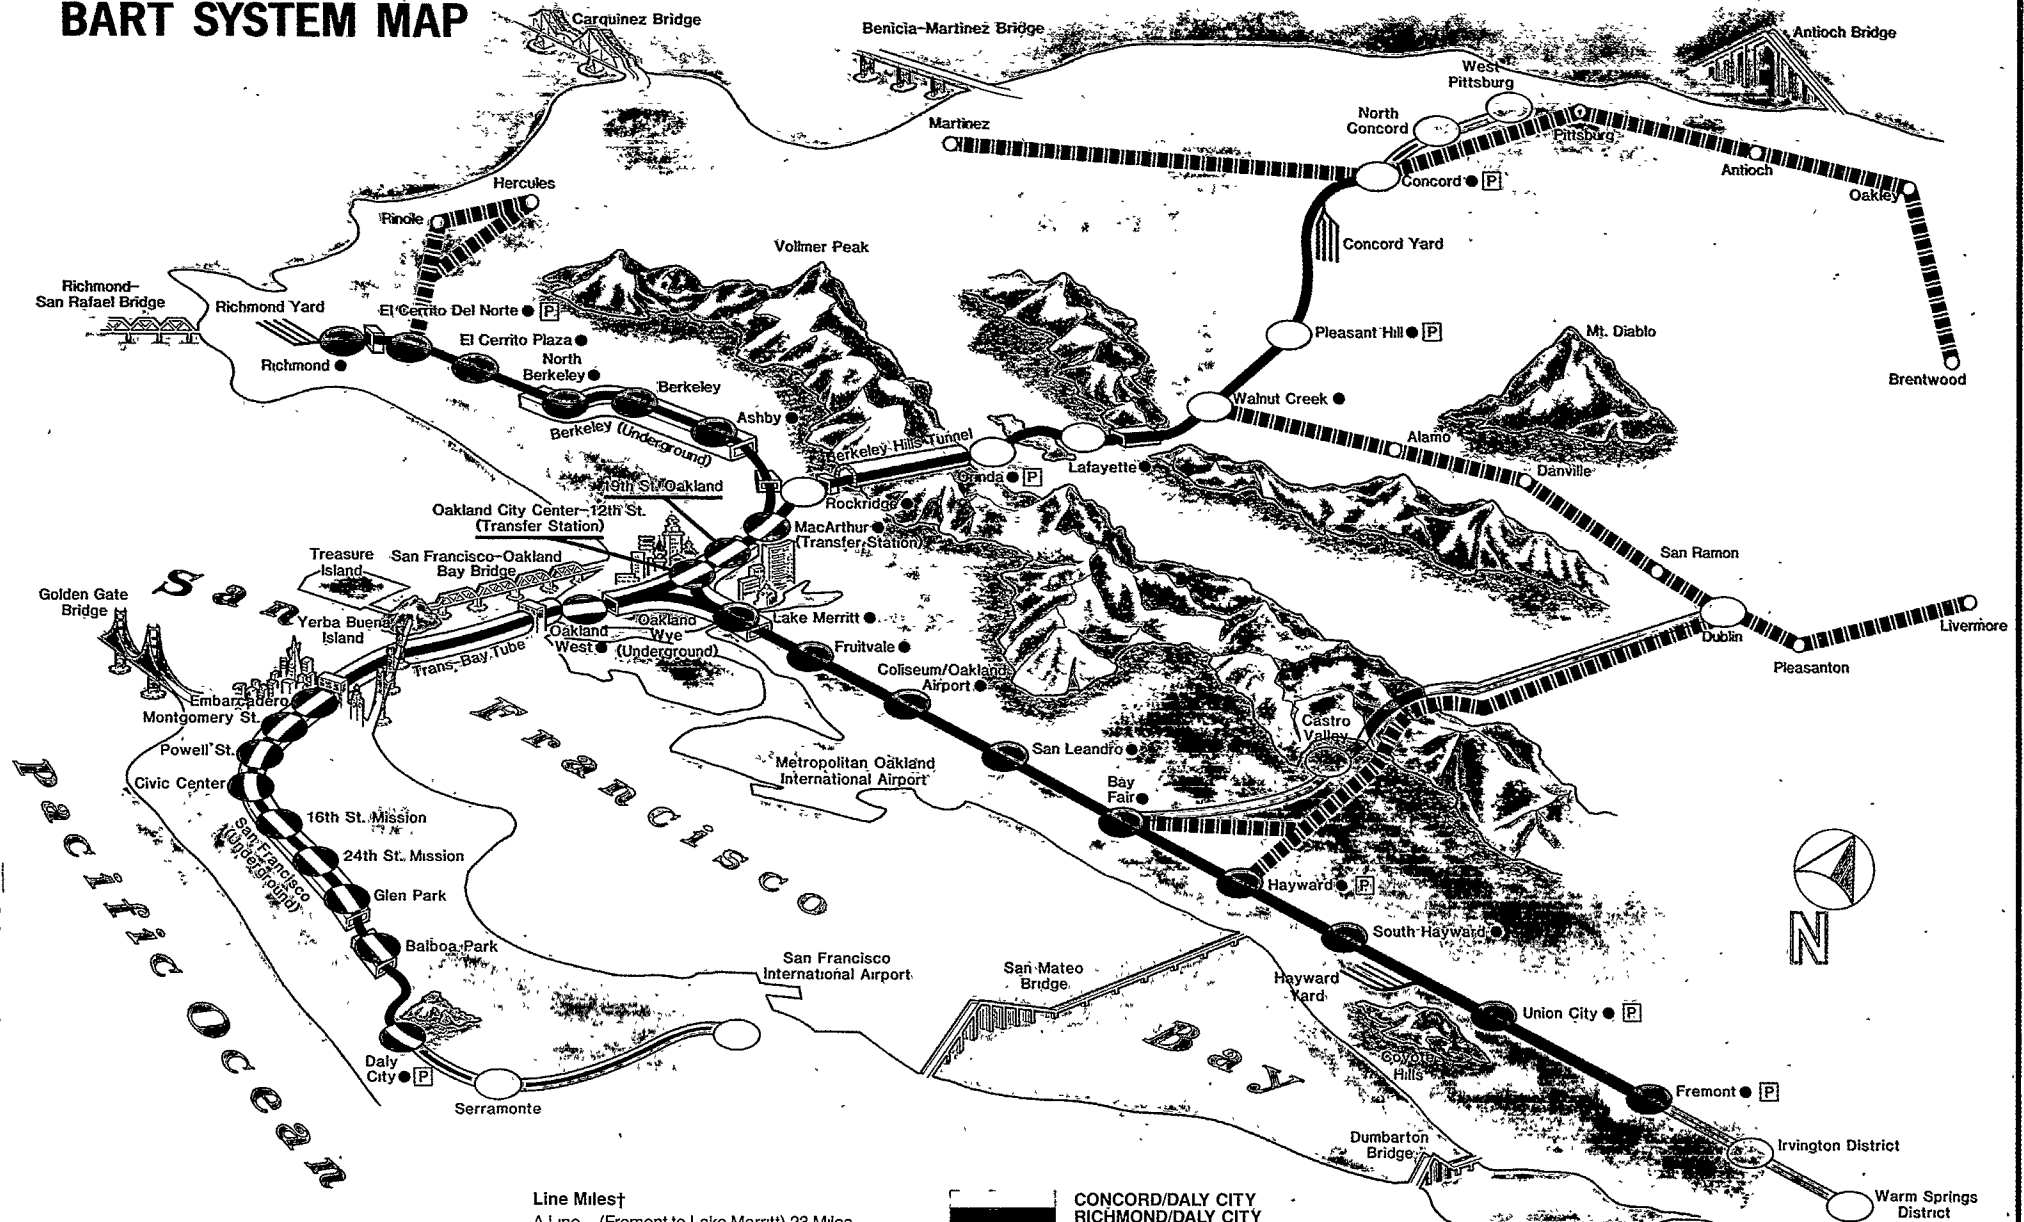 BART SYSTEM MAP
Carquinez Bridge
Benicia-Martinez Bridge
Antioch Bridge
West
Pittsburg
North
Concord
Martinez
Pittsburg
Antioch
Oakley
Concord P
Hercules
Concord Yard
Vollmer Peak
Richmond-
San Rafael Bridge
Richmond Yard
El Cerrito Del Norte P
El Cerrito Plaza
North
Berkeley
Richmond
Berkeley
Ashby
Berkeley (Underground)
Pleasant Hill P
Mt. Diablo
Brentwood
Walnut Creek
Alamo
Danville
Berkeley Hills Tunnel
Orinda P
Lafayette
Rockridge
19th St. Oakland
Oakland City Center-12th St.
(Transfer Station)
MacArthur
(Transfer Station)
Treasure
Island
San Francisco-Oakland
Bay Bridge
San Ramon
Golden Gate
Bridge
Yerba Buena
Island
Oakland
West
Oakland
Wye
(Underground)
Lake Merritt
Fruitvale
Coliseum/Oakland
Airport
Trans-Bay Tube
Dublin
Livermore
Pleasanton
Embarcadero
Montgomery St.
Powell St.
Civic Center
16th St. Mission
24th St. Mission
San Francisco
(Underground)
Glen Park
Balboa Park
Daly
City P
Serramonte
Castro
Valley
San Leandro
Metropolitan Oakland
International Airport
Bay
Fair
Hayward P
South Hayward
Hayward
Yard
San Francisco
International Airport
San Mateo
Bridge
Union City P
Coyote
Hills
Fremont P
Irvington District
Dumbarton
Bridge
Warm Springs
District
San Francisco Bay
Pacific Ocean
N
Line Miles†
A Line - (Fremont to Lake Merritt) 23 Miles
CONCORD/DALY CITY
RICHMOND/DALY CITY